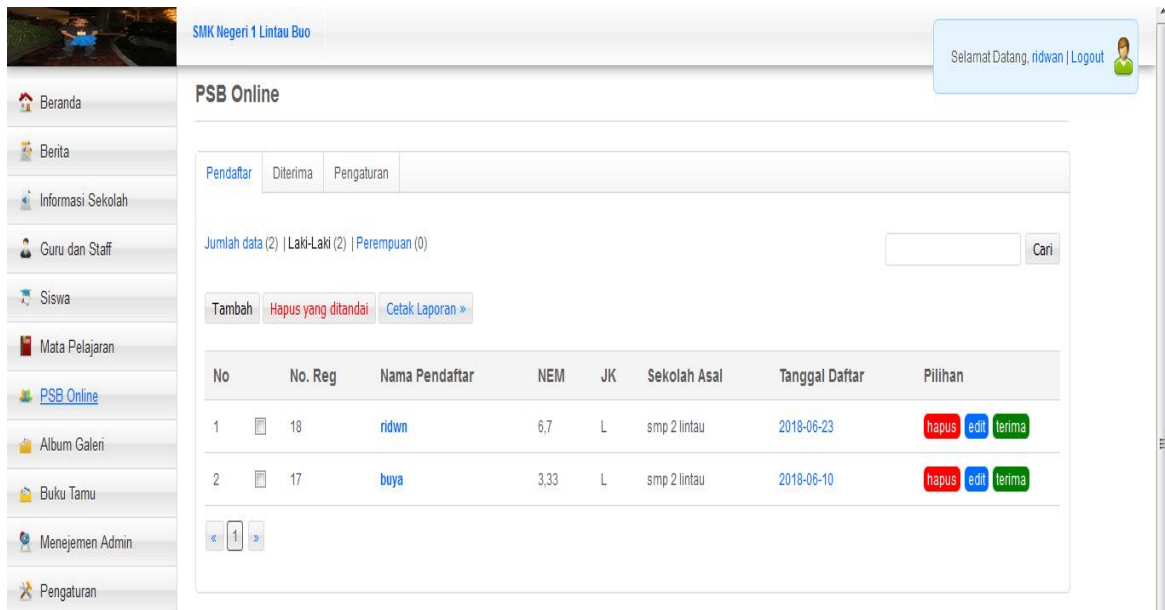 SMK Negeri 1 Lintau Buo
Selamat Datang, ridwan | Logout
Beranda
Berita
Informasi Sekolah
Guru dan Staff
Siswa
Mata Pelajaran
PSB Online
Album Galeri
Buku Tamu
Menejemen Admin
Pengaturan
PSB Online
Pendaftar Diterima Pengaturan
Jumlah data (2) | Laki-Laki (2) | Perempuan (0)
Cari
Tambah Hapus yang ditandai Cetak Laporan »
No No. Reg Nama Pendaftar NEM JK Sekolah Asal Tanggal Daftar Pilihan
1 18 ridwn 6,7 L smp 2 lintau 2018-06-23 hapus edit terima
2 17 buya 3,33 L smp 2 lintau 2018-06-10 hapus edit terima
« 1 »